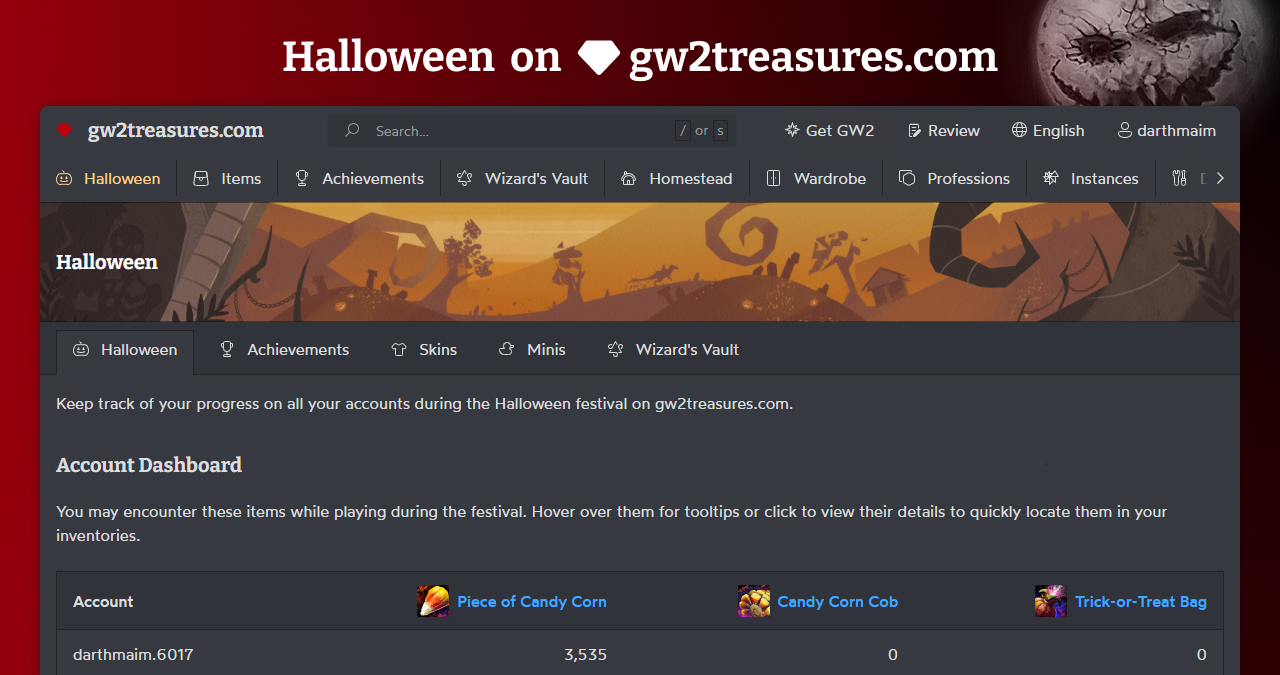 Halloween on gw2treasures.com
gw2treasures.com Search... / or s Get GW2 Review English darthmaim
Halloween Items Achievements Wizard's Vault Homestead Wardrobe Professions Instances
Halloween
Halloween Achievements Skins Minis Wizard's Vault
Keep track of your progress on all your accounts during the Halloween festival on gw2treasures.com.
Account Dashboard
You may encounter these items while playing during the festival. Hover over them for tooltips or click to view their details to quickly locate them in your
inventories.
Account Piece of Candy Corn Candy Corn Cob Trick-or-Treat Bag
darthmaim.6017 3,535 0 0